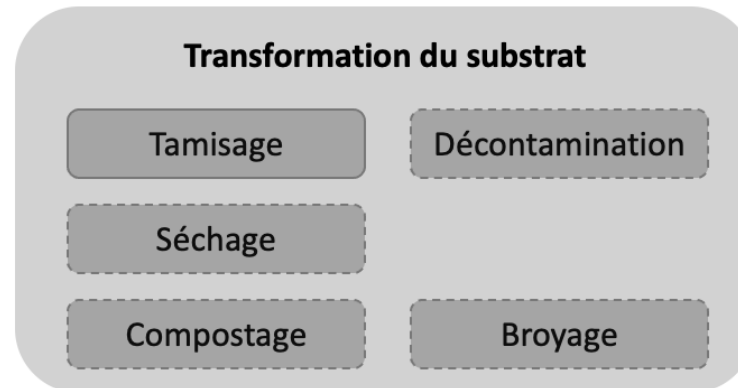 Transformation du substrat
Tamisage
Décontamination
Séchage
Compostage
Broyage